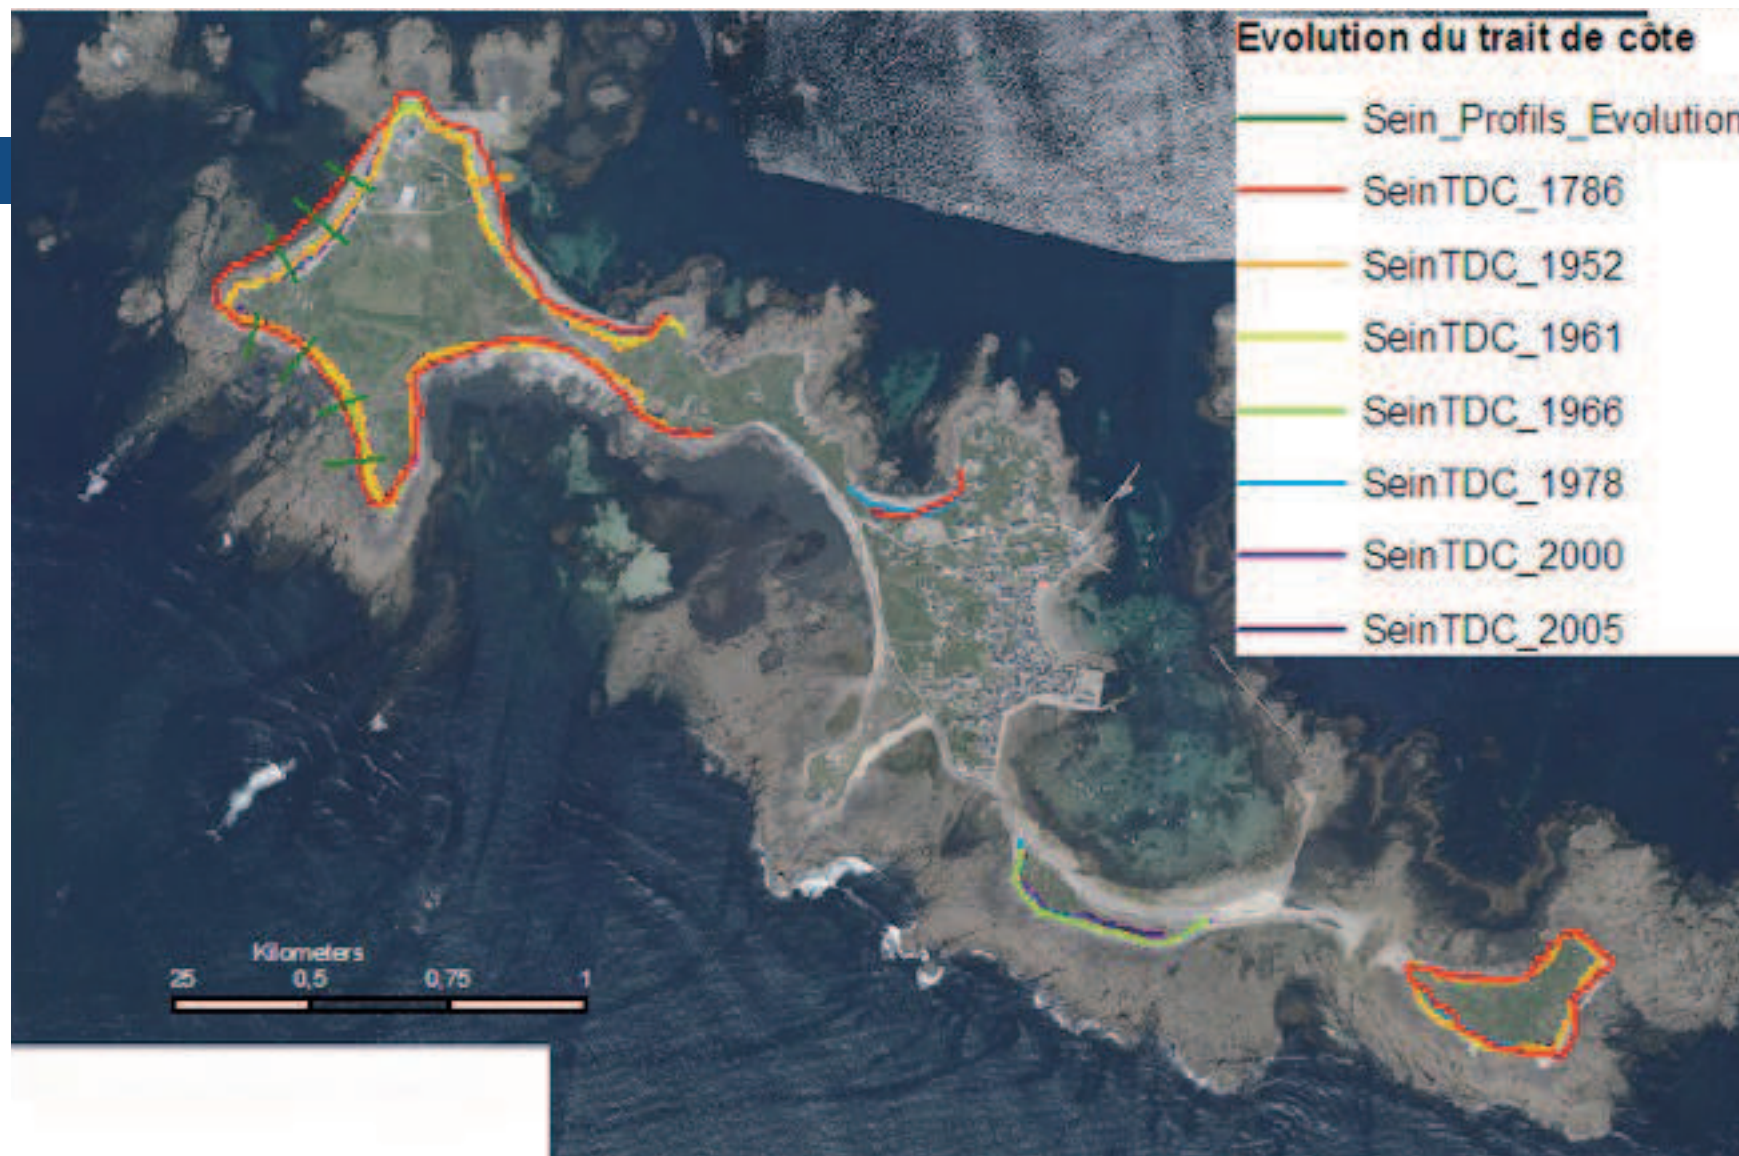 Evolution du trait de côte
Sein_Profils_Evolution
SeinTDC_1786
SeinTDC_1952
SeinTDC_1961
SeinTDC_1966
SeinTDC_1978
SeinTDC_2000
SeinTDC_2005
Kilometers
25 0,5 0,75 1